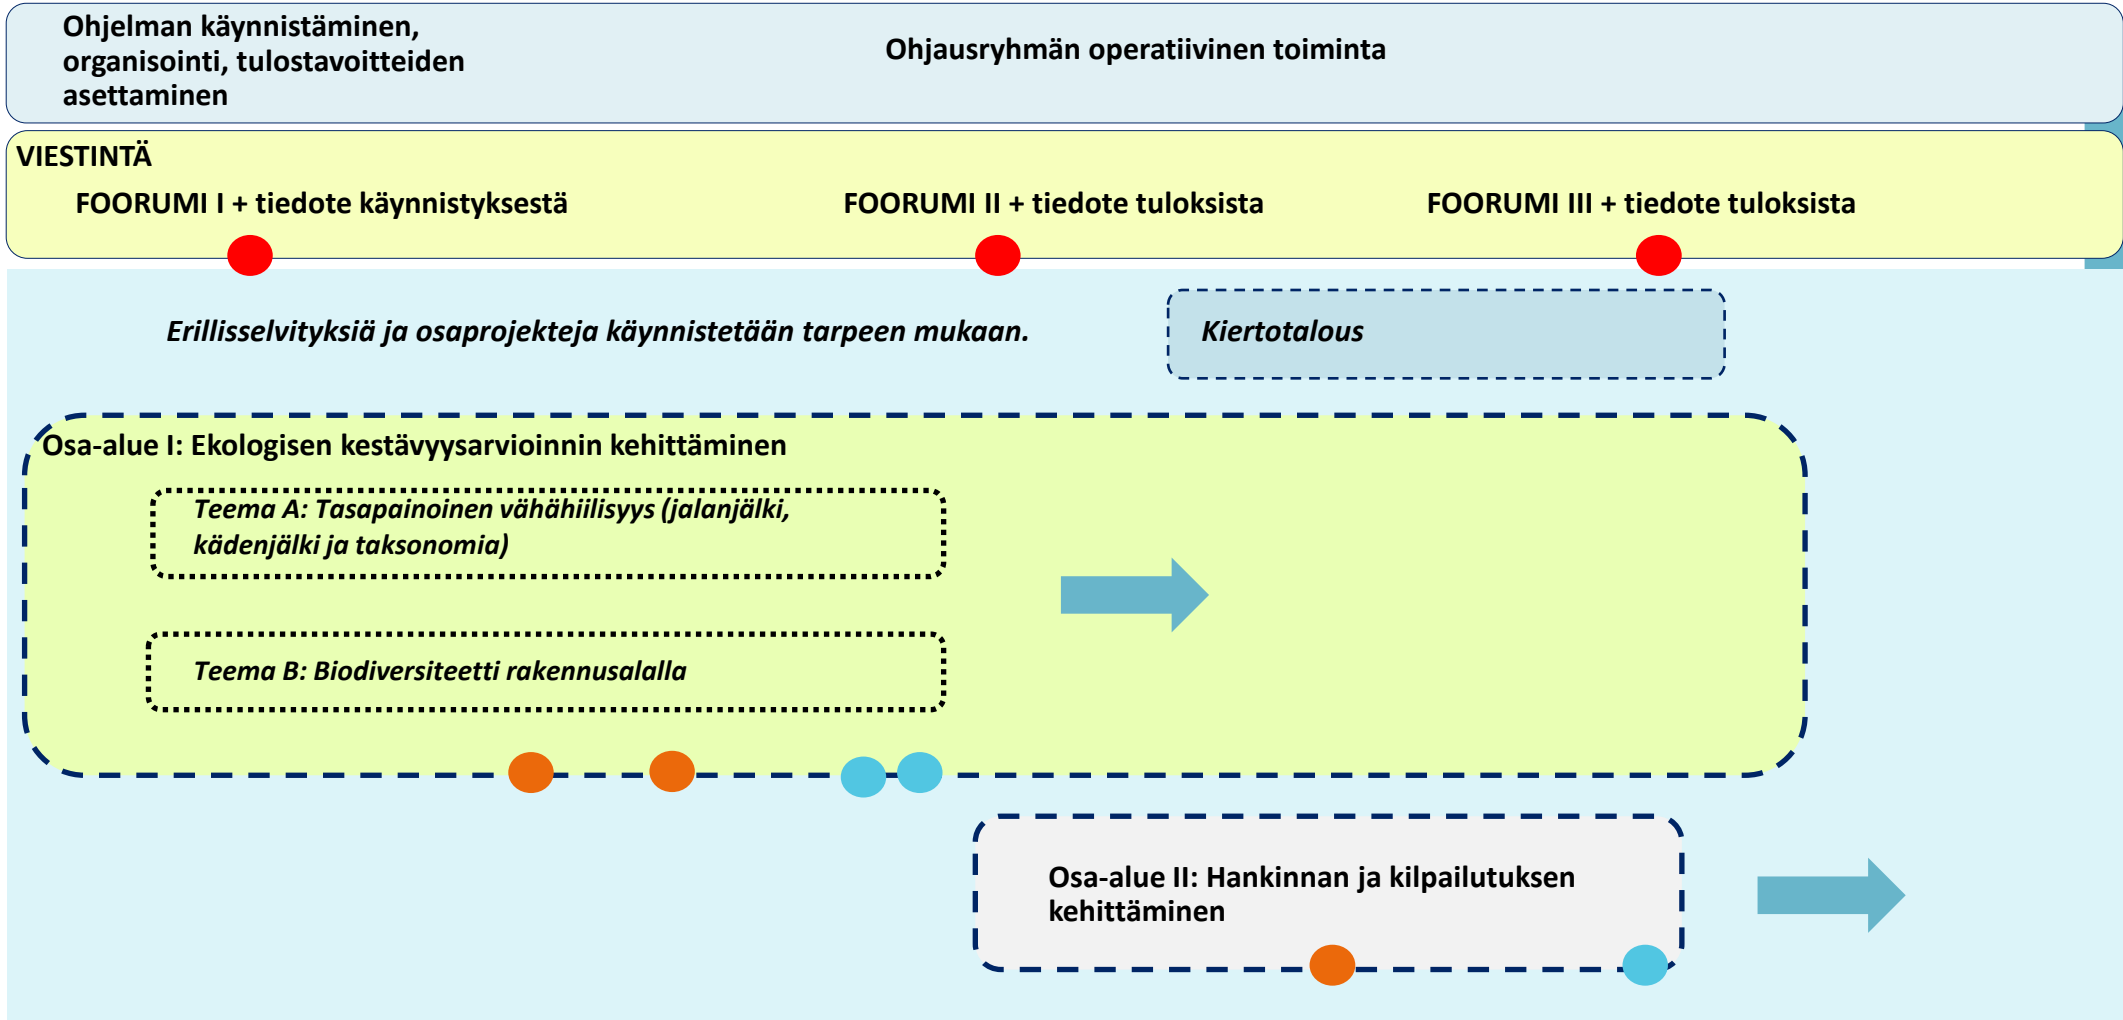 Ohjelman käynnistäminen,
organisointi, tulostavoitteiden
asettaminen
Ohjausryhmän operatiivinen toiminta
VIESTINTÄ
FOORUMI I + tiedote käynnistyksestä
FOORUMI II + tiedote tuloksista
FOORUMI III + tiedote tuloksista
Erillisselvityksiä ja osaprojekteja käynnistetään tarpeen mukaan.
Kiertotalous
Osa-alue I: Ekologisen kestävyysarvioinnin kehittäminen
Teema A: Tasapainoinen vähähiilisyys (jalanjälki,
kädenjälki ja taksonomia)
Teema B: Biodiversiteetti rakennusalalla
Osa-alue II: Hankinnan ja kilpailutuksen
kehittäminen